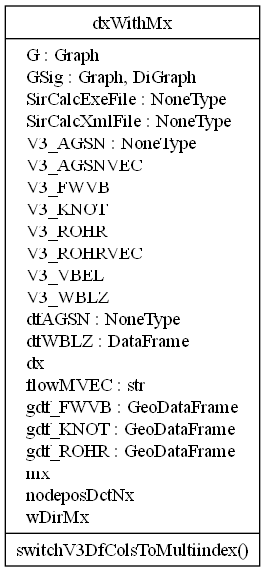 dxWithMx
G : Graph
GSig : Graph, DiGraph
SirCalcExeFile : NoneType
SirCalcXmlFile : NoneType
V3_AGSN : NoneType
V3_AGSNVEC
V3_FWVB
V3_KNOT
V3_ROHR
V3_ROHRVEC
V3_VBEL
V3_WBLZ
dfAGSN : NoneType
dfWBLZ : DataFrame
dx
flowMVEC : str
gdf_FWVB : GeoDataFrame
gdf_KNOT : GeoDataFrame
gdf_ROHR : GeoDataFrame
mx
nodeposDctNx
wDirMx
switchV3DfColsToMultiindex()